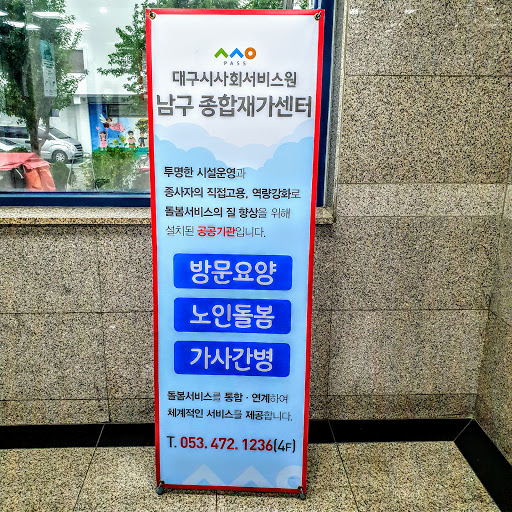 PASS
대구시사회서비스원
남구 종합재가센터
투명한 시설운영과
종사자의 직접고용, 역량강화로
돌봄서비스의 질 향상을 위해
설치된 공공기관입니다.
방문요양
노인돌봄
가사간병
돌봄서비스를 통합·연계하여
체계적인 서비스를 제공합니다.
T. 053. 472. 1236(4F)